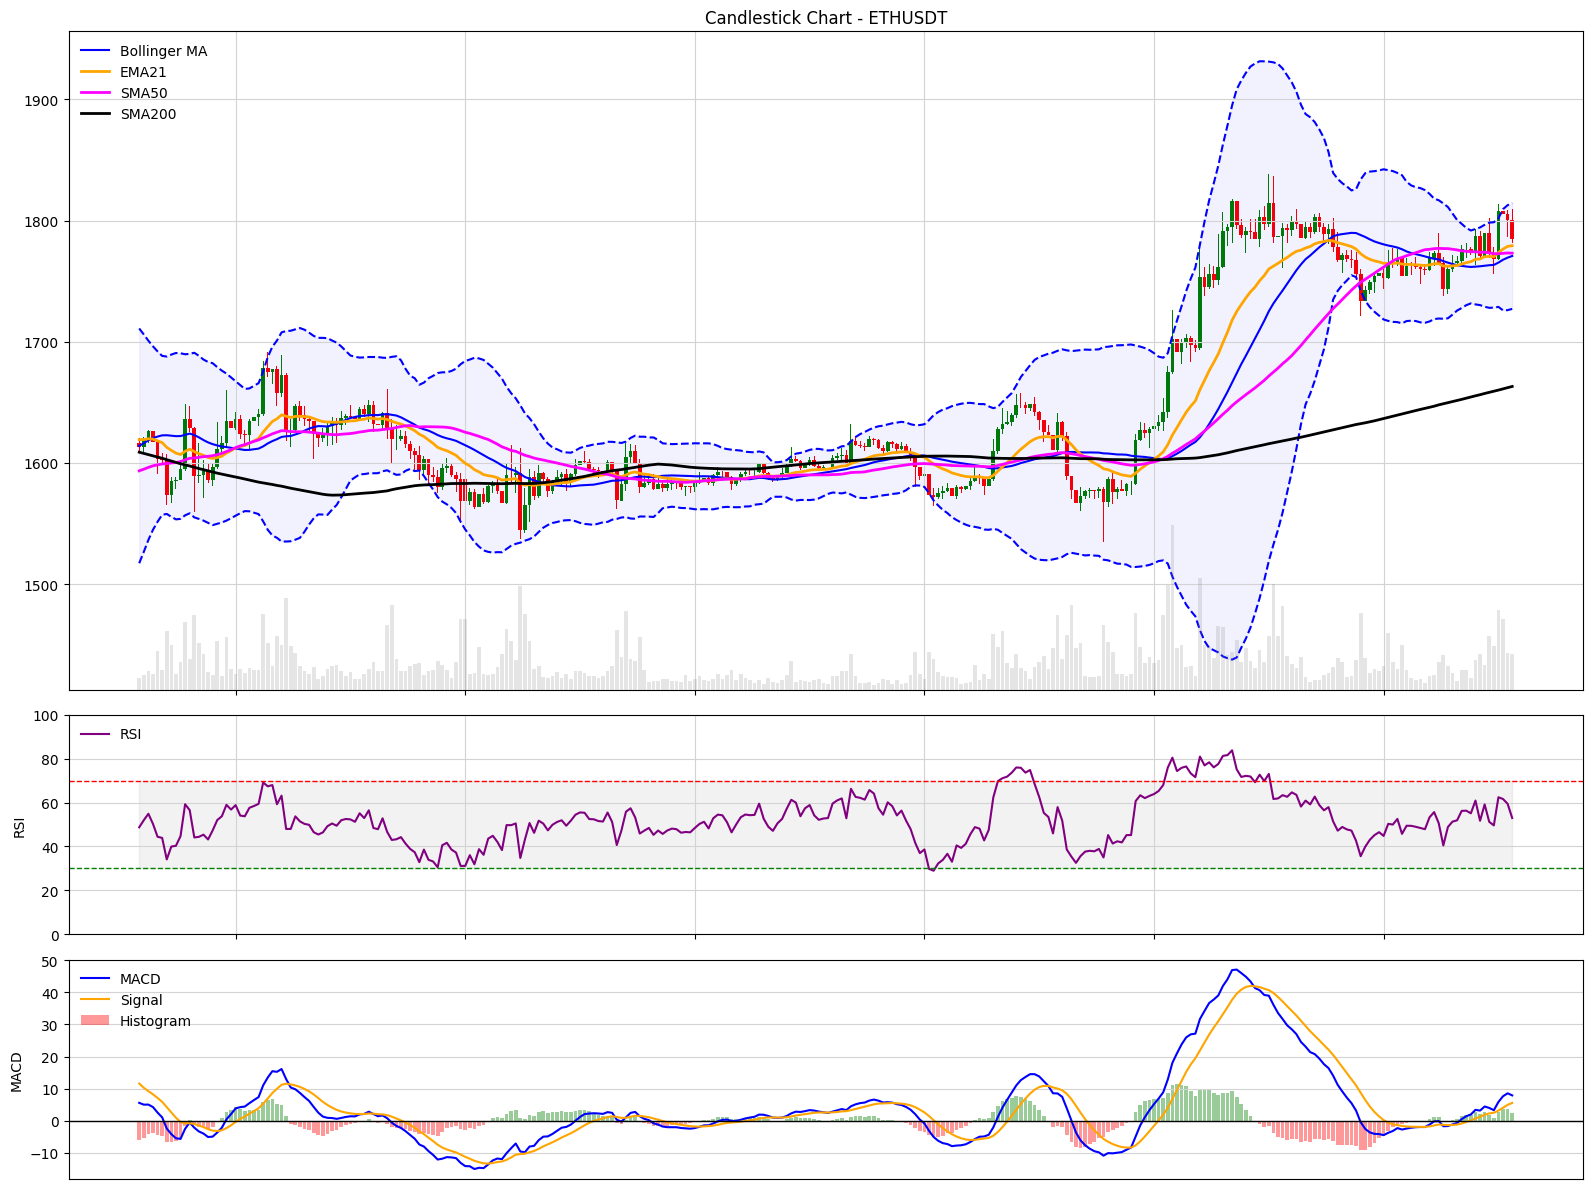 Candlestick Chart - ETHUSDT
Bollinger MA
EMA21
SMA50
SMA200
1900
1800
1700
1600
1500
RSI
100
80
60
40
20
0
RSI
MACD
Signal
Histogram
50
40
30
20
10
0
−10
MACD